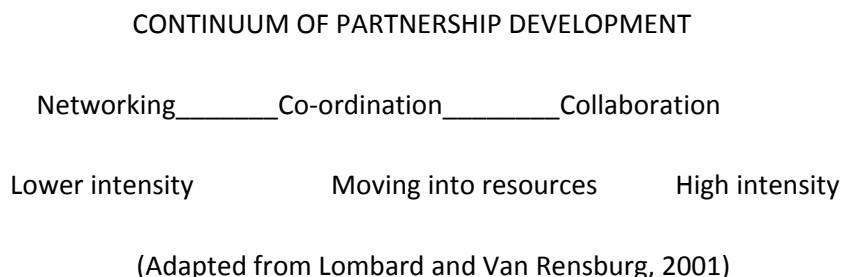 CONTINUUM OF PARTNERSHIP DEVELOPMENT
Networking_______Co-ordination________Collaboration
Lower intensity Moving into resources High intensity
(Adapted from Lombard and Van Rensburg, 2001)